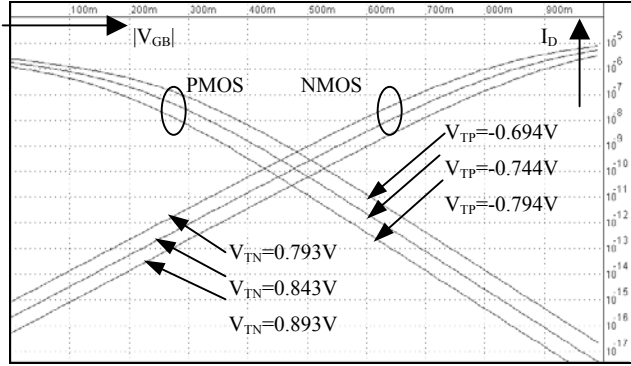 100m 200m 300m 400m 500m 600m 700m 800m 900m
|V_GB| I_D
10^-5
PMOS NMOS
10^-7
10^-8
10^-9
V_TP=-0.694V
10^-10
10^-11
V_TP=-0.744V
10^-12
V_TP=-0.794V
10^-13
V_TN=0.793V
10^-14
V_TN=0.843V
10^-15
V_TN=0.893V
10^-16
10^-17